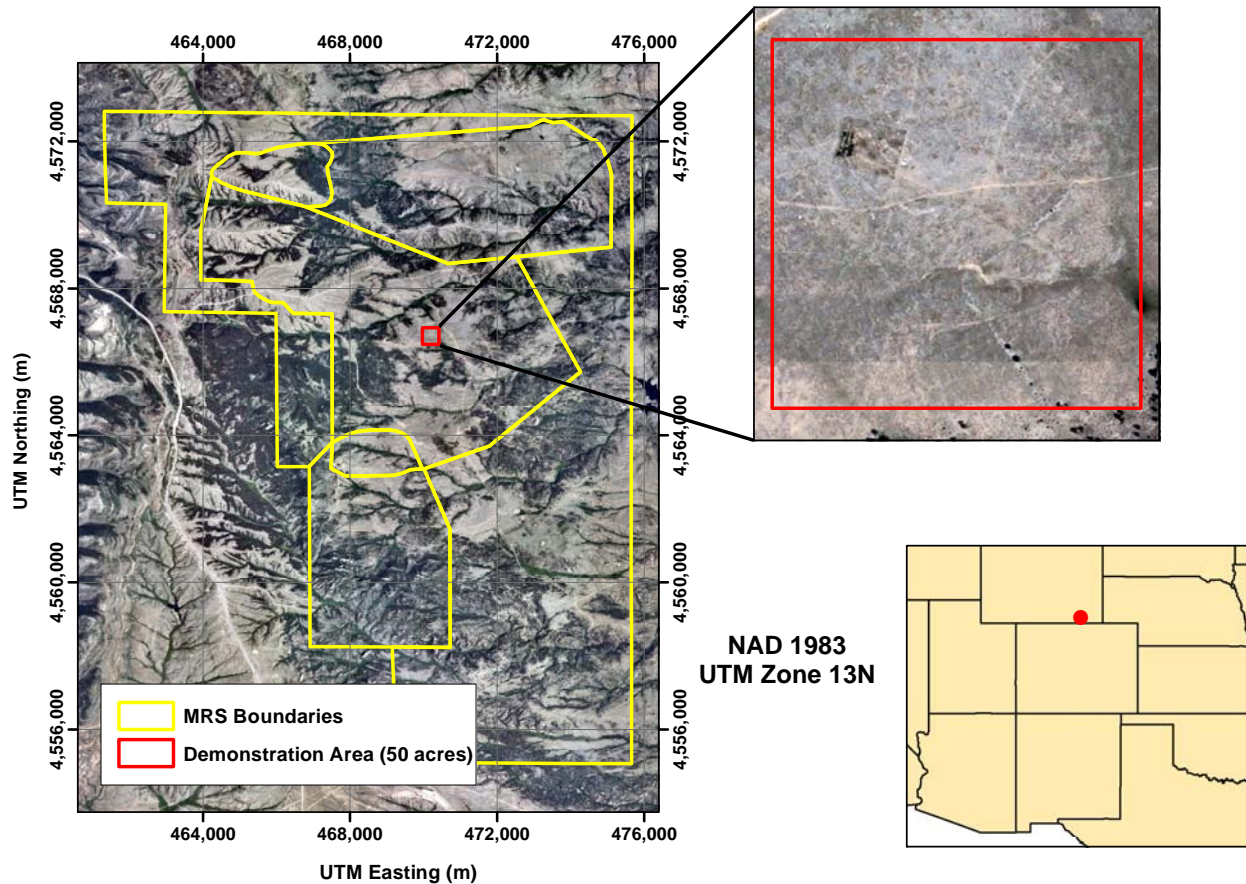 464,000 468,000 472,000 476,000
4,572,000 4,572,000
4,568,000 4,568,000
4,564,000 4,564,000
4,560,000 4,560,000
4,556,000 4,556,000
UTM Northing (m)
MRS Boundaries
Demonstration Area (50 acres)
464,000 468,000 472,000 476,000
UTM Easting (m)
NAD 1983
UTM Zone 13N